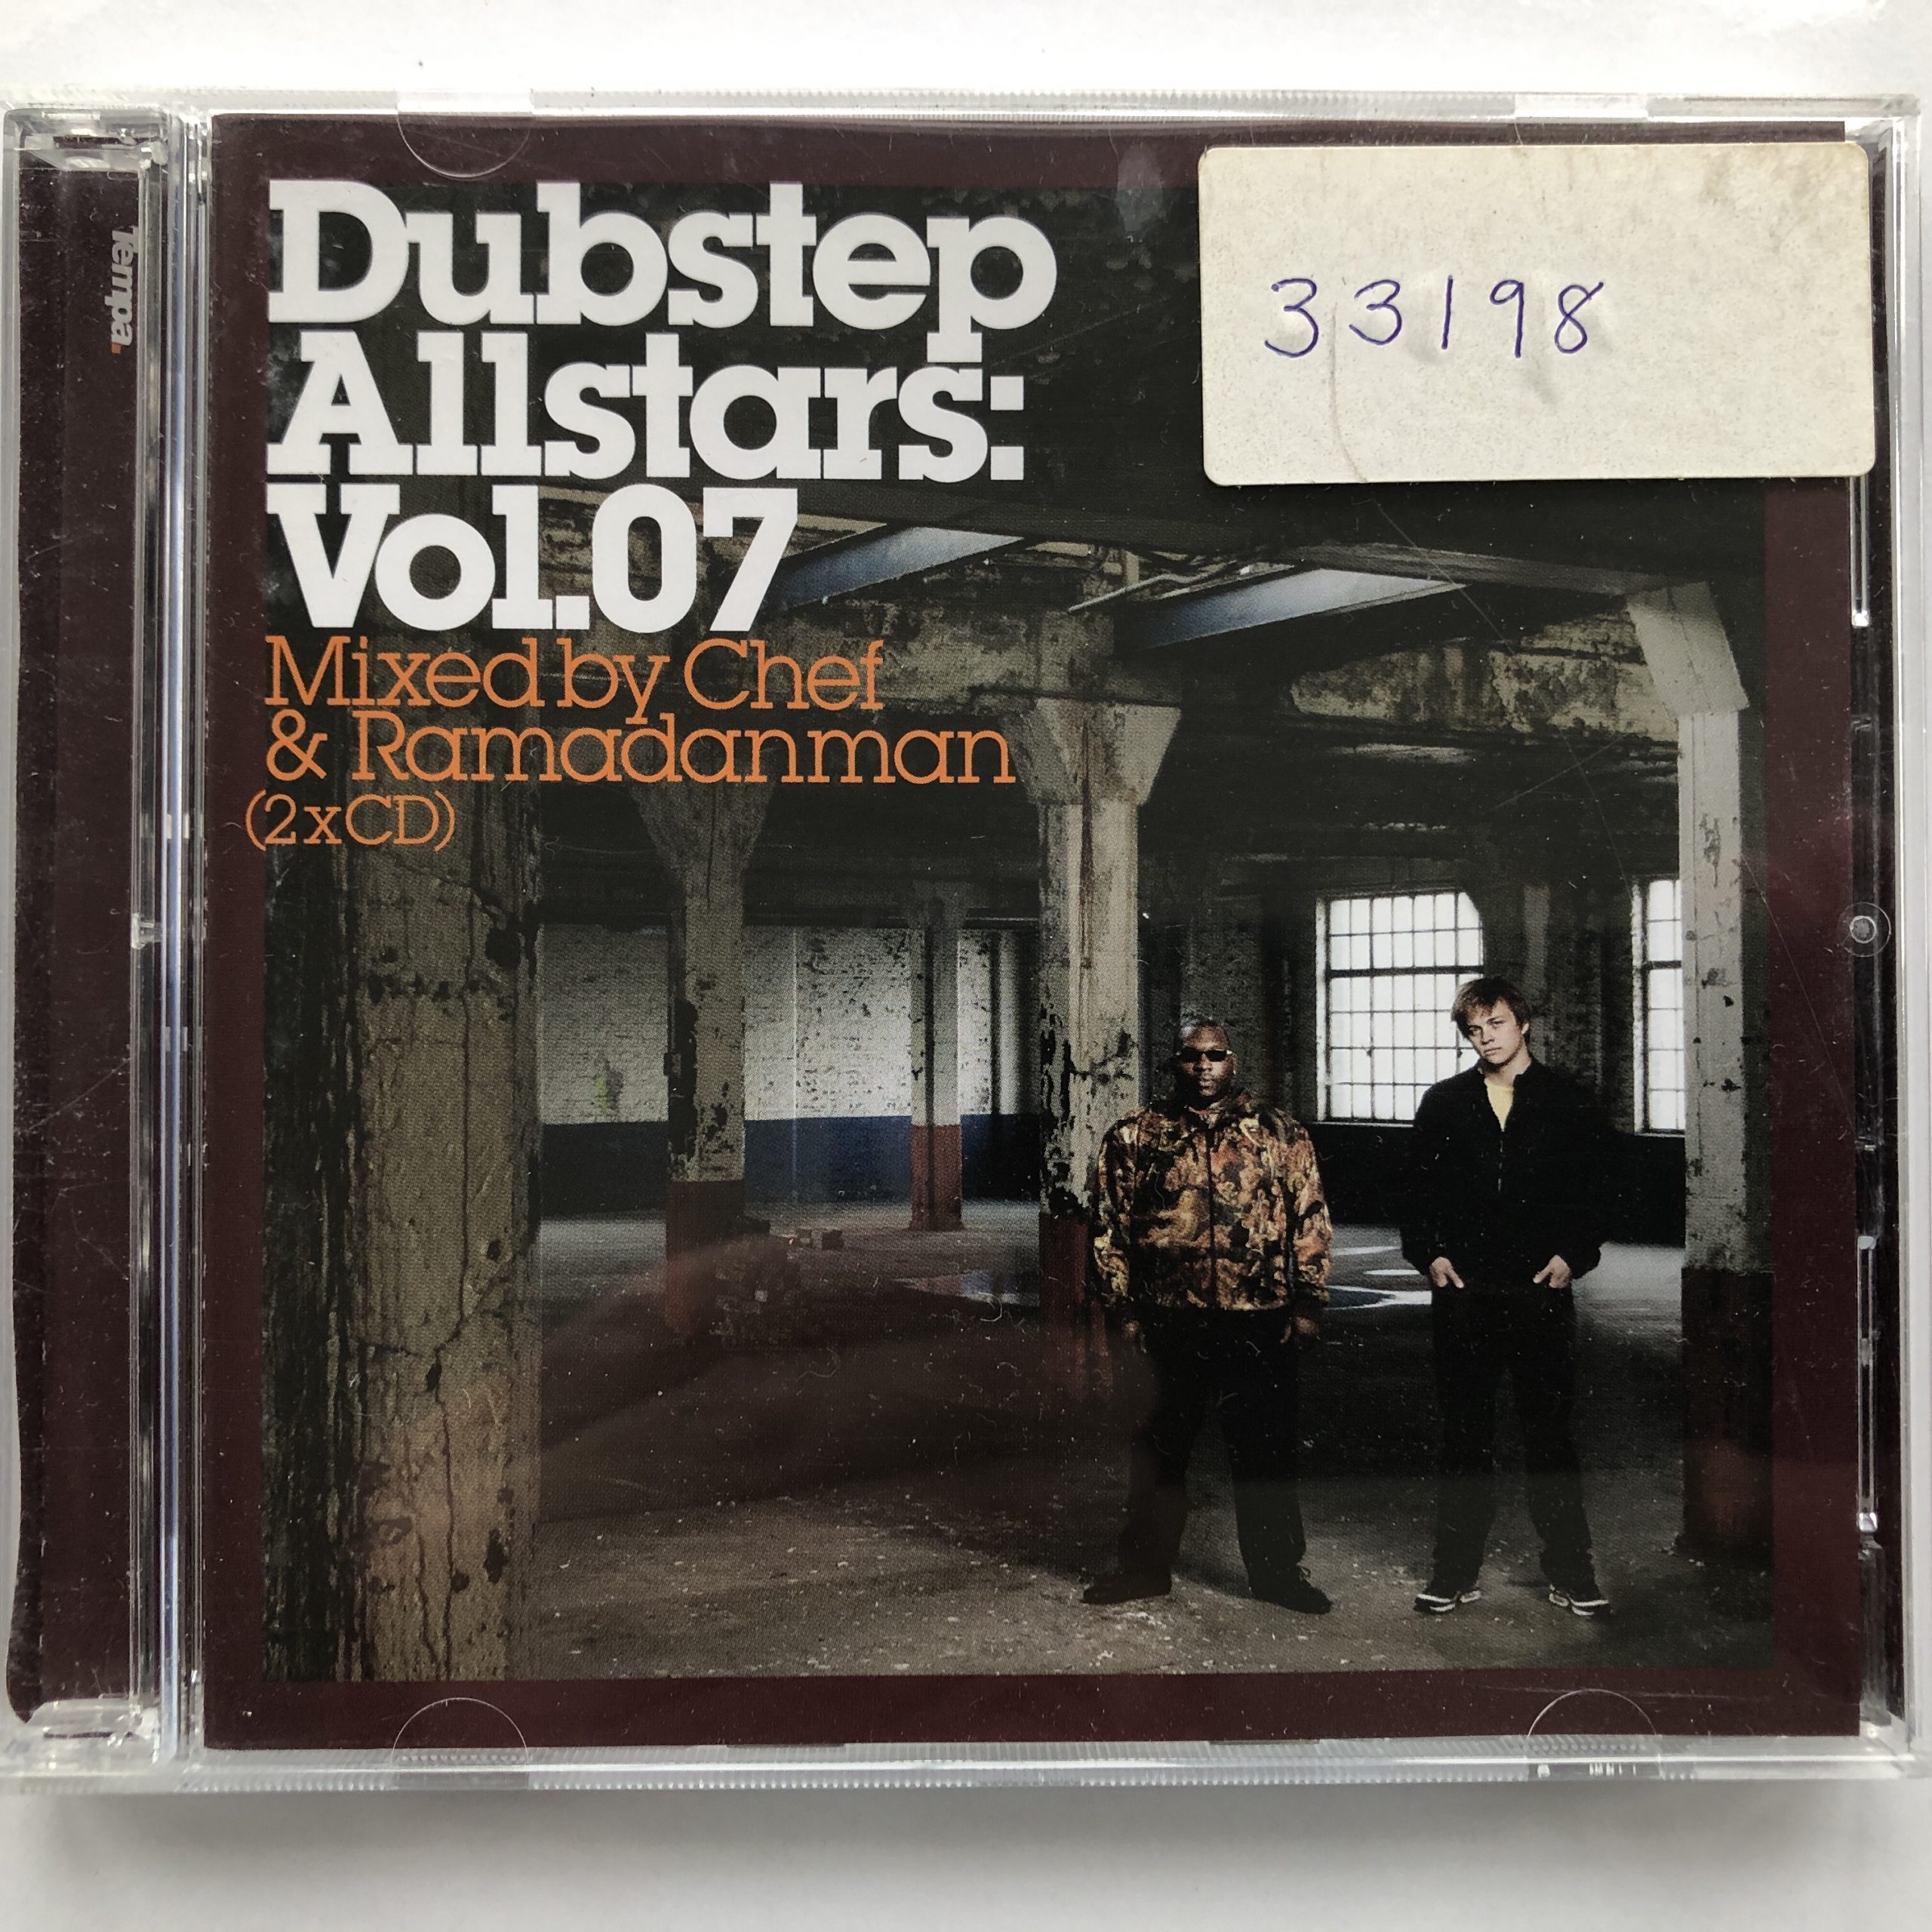 Tempa.
Dubstep
Allstars:
Vol.07
Mixed by Chef
& Ramadanman
(2xCD)
33198